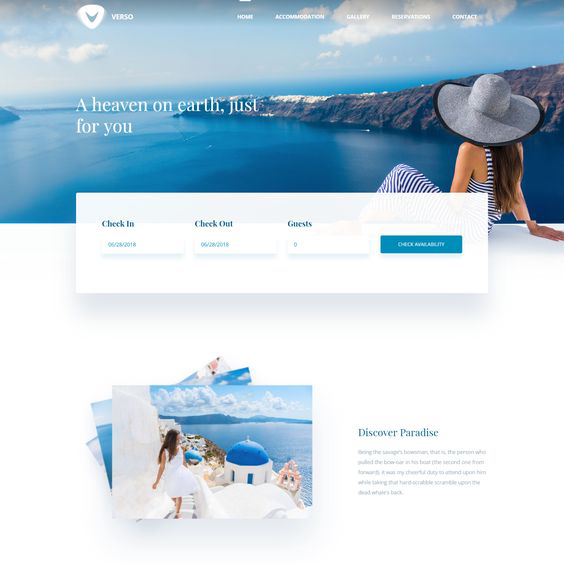 VERSO
HOME ACCOMMODATION GALLERY RESERVATIONS CONTACT
A heaven on earth, just
for you
Check In Check Out Guests
06/28/2018 06/28/2018 0 CHECK AVAILABILITY
Discover Paradise
Being the savage's bowsman, that is, the person who
pulled the bow-oar in his boat (the second one from
forward), it was my cheerful duty to attend upon him
while taking that hard-scrabble scramble upon the
dead whale's back.